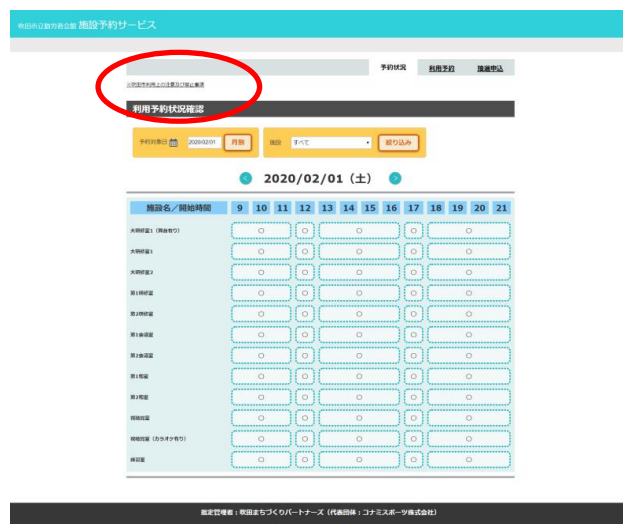 吹田市立勤労者会館 施設予約サービス
予約状況 利用予約 抽選申込
利用予約状況確認
予約対象日 2020/02/01 月別 施設 すべて 絞り込み
2020/02/01（土）
施設名／開始時間 9 10 11 12 13 14 15 16 17 18 19 20 21
大研修室1（舞台有り） ○ ○ ○ ○ ○
大研修室1 ○ ○ ○ ○ ○
大研修室2 ○ ○ ○ ○ ○
第1研修室 ○ ○ ○ ○ ○
第2研修室 ○ ○ ○ ○ ○
第1会議室 ○ ○ ○ ○ ○
第2会議室 ○ ○ ○ ○ ○
第1和室 ○ ○ ○ ○ ○
第2和室 ○ ○ ○ ○ ○
視聴覚室 ○ ○ ○ ○ ○
視聴覚室（カラオケ有り） ○ ○ ○ ○ ○
○ ○ ○ ○ ○
指定管理者：吹田まちづくりパートナーズ（代表団体：コナミスポーツ株式会社）